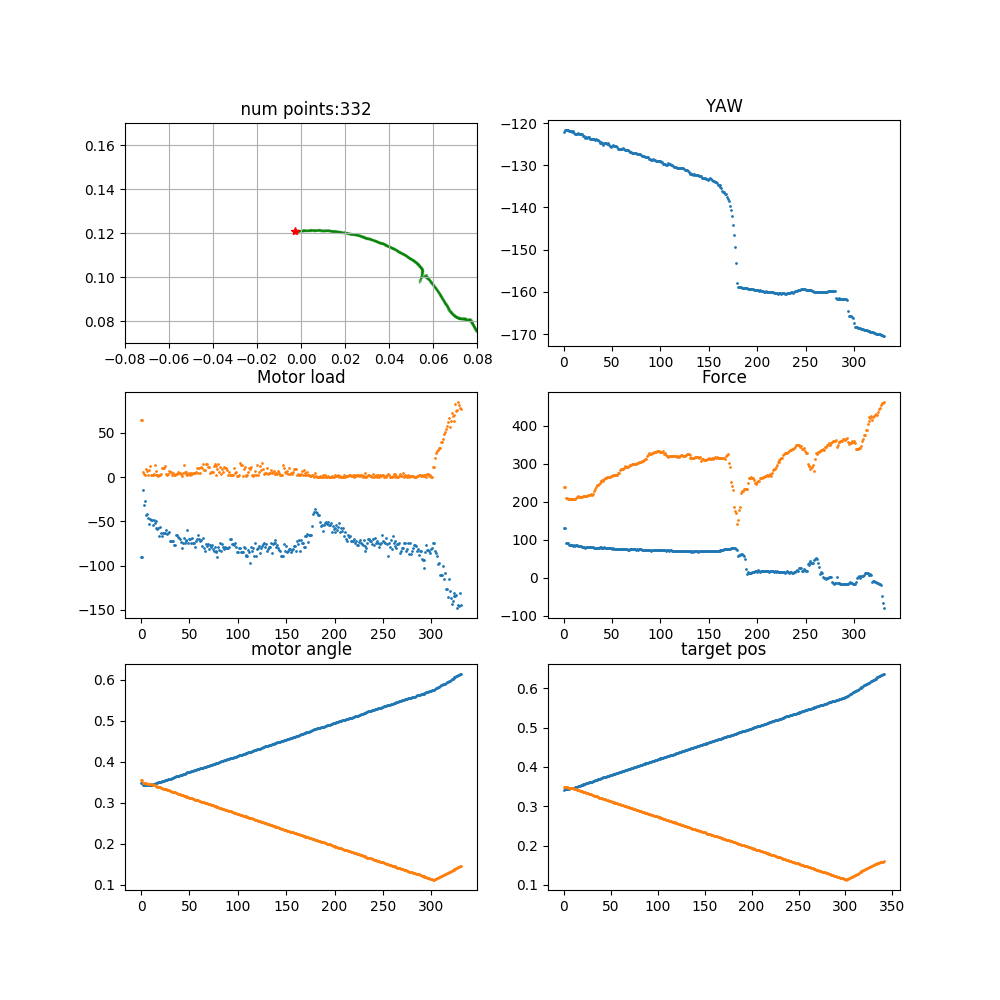 num points:332
0.16
0.14
0.12
0.10
0.08
−0.08 −0.06 −0.04 −0.02 0.00 0.02 0.04 0.06 0.08
YAW
−120
−130
−140
−150
−160
−170
0 50 100 150 200 250 300
Motor load
50
0
−50
−100
−150
0 50 100 150 200 250 300
Force
400
300
200
100
0
−100
0 50 100 150 200 250 300
motor angle
0.6
0.5
0.4
0.3
0.2
0.1
0 50 100 150 200 250 300
target pos
0.6
0.5
0.4
0.3
0.2
0.1
0 50 100 150 200 250 300 350